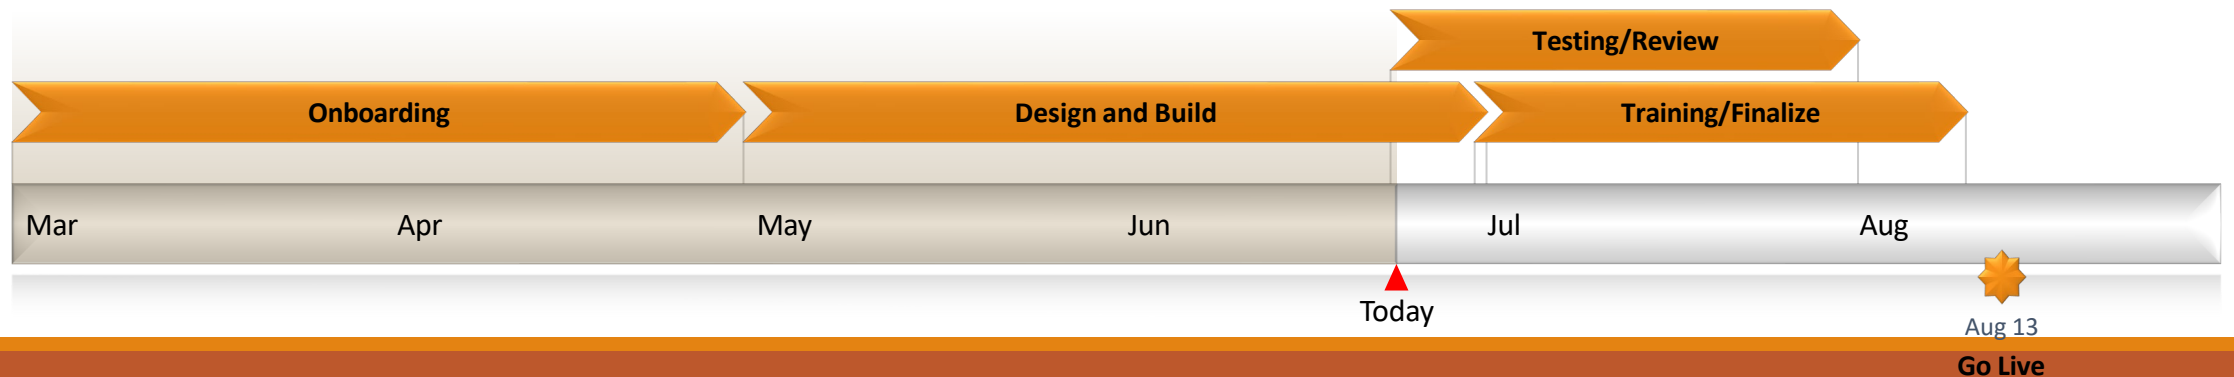 Testing/Review
Onboarding
Design and Build
Training/Finalize
Mar
Apr
May
Jun
Jul
Aug
Today
Aug 13
Go Live